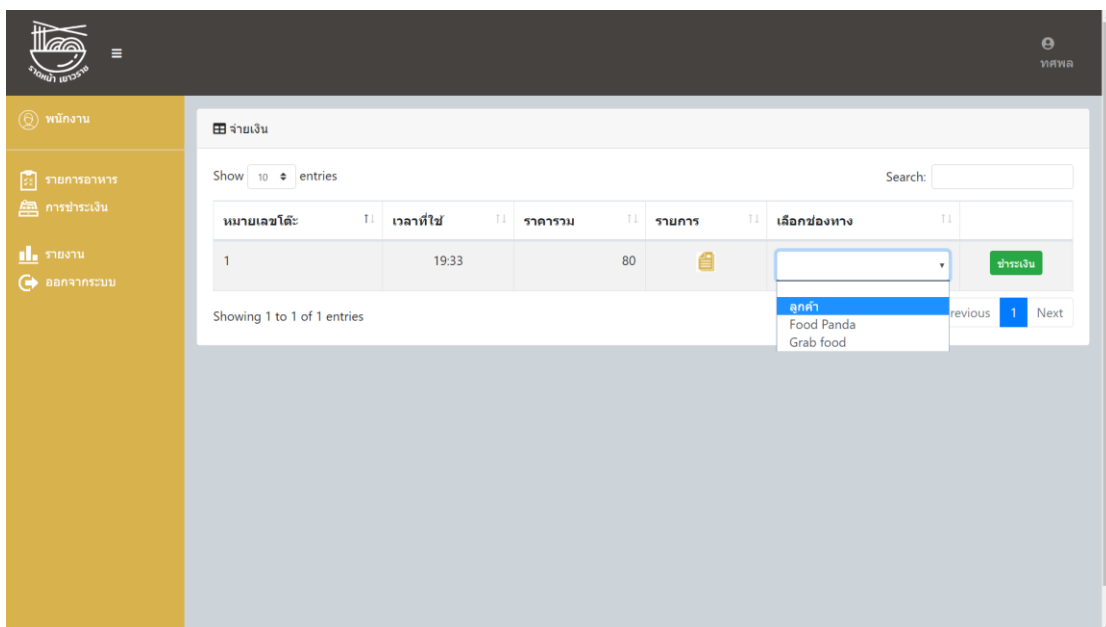 ราดหน้า เยาวราช
ทศพล
พนักงาน
รายการอาหาร
การชำระเงิน
รายงาน
ออกจากระบบ
จ่ายเงิน
Show 10 entries
Search:
หมายเลขโต๊ะ เวลาที่ใช้ ราคารวม รายการ เลือกช่องทาง
1 19:33 80 ชำระเงิน
ลูกค้า
Food Panda
Grab food
Showing 1 to 1 of 1 entries
revious 1 Next